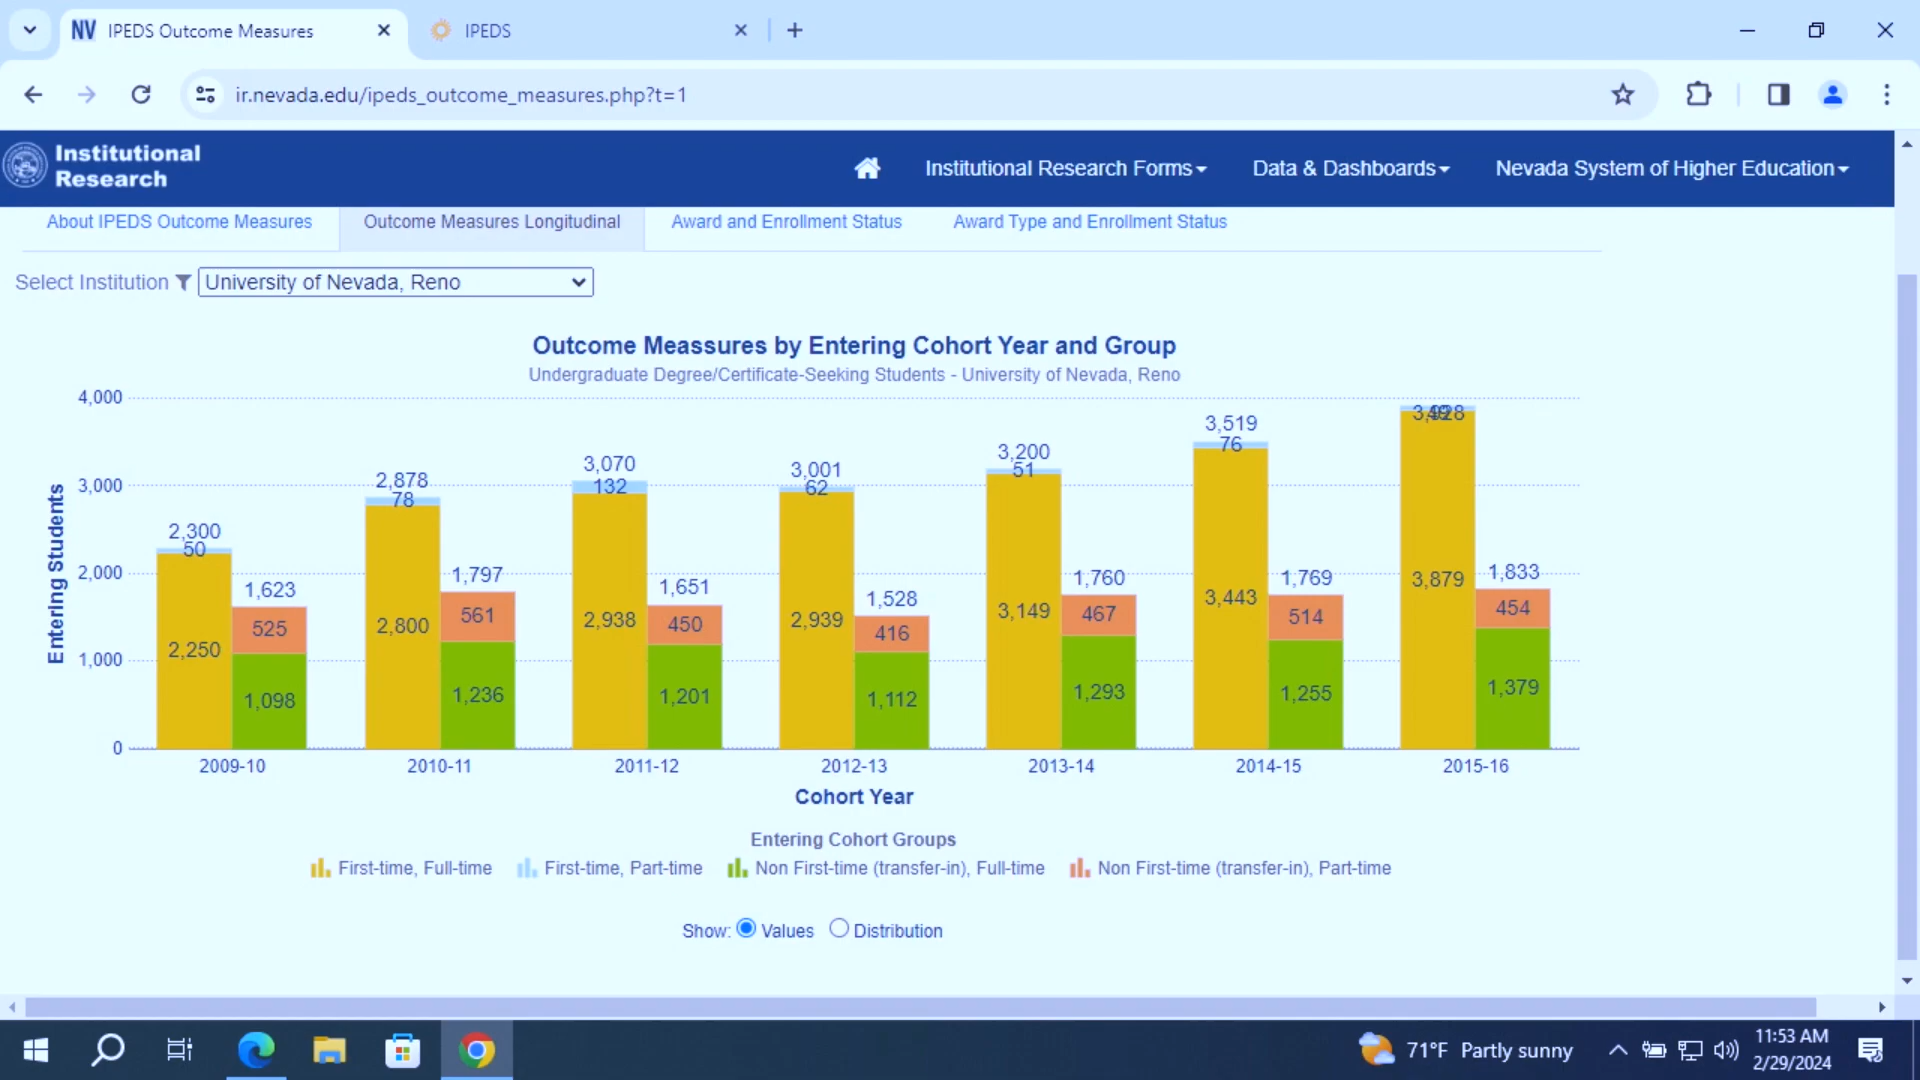 IPEDS Outcome Measures
IPEDS
ir.nevada.edu/ipeds_outcome_measures.php?t=1
Institutional Research
Institutional Research Forms
Data & Dashboards
Nevada System of Higher Education
About IPEDS Outcome Measures
Outcome Measures Longitudinal
Award and Enrollment Status
Award Type and Enrollment Status
Select Institution
University of Nevada, Reno
Outcome Meassures by Entering Cohort Year and Group
Undergraduate Degree/Certificate-Seeking Students - University of Nevada, Reno
Entering Students
4,000
3,000
2,000
1,000
0
2,300
50
2,250
1,623
525
1,098
2,878
78
2,800
1,797
561
1,236
3,070
132
2,938
1,651
450
1,201
3,001
62
2,939
1,528
416
1,112
3,200
51
3,149
1,760
467
1,293
3,519
76
3,443
1,769
514
1,255
3,879
1,833
454
1,379
2009-10
2010-11
2011-12
2012-13
2013-14
2014-15
2015-16
Cohort Year
Entering Cohort Groups
First-time, Full-time
First-time, Part-time
Non First-time (transfer-in), Full-time
Non First-time (transfer-in), Part-time
Show: Values Distribution
71°F Partly sunny
11:53 AM
2/29/2024